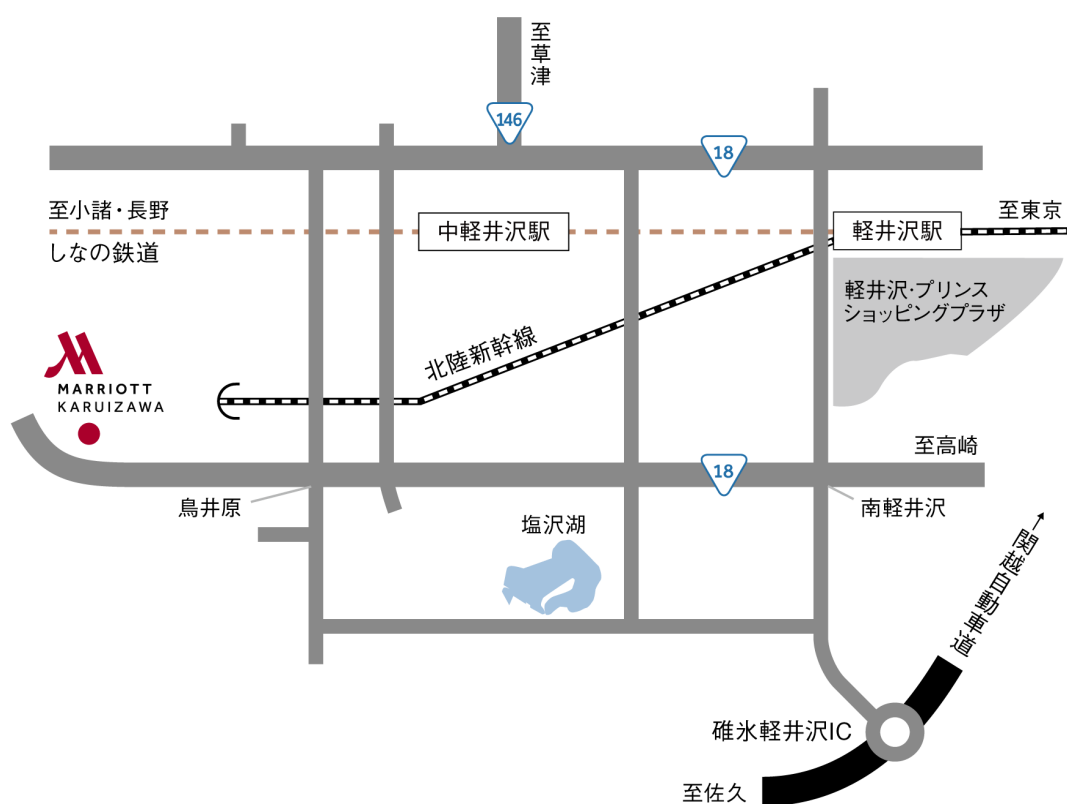 至草津
146
18
至小諸・長野
しなの鉄道
中軽井沢駅
軽井沢駅
至東京
軽井沢・プリンス
ショッピングプラザ
北陸新幹線
MARRIOTT
KARUIZAWA
至高崎
18
鳥井原
南軽井沢
塩沢湖
→関越自動車道
碓氷軽井沢IC
至佐久